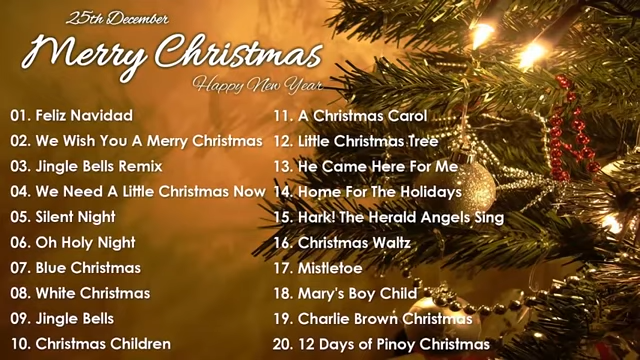 25th December
Merry Christmas
Happy New Year
01. Feliz Navidad
02. We Wish You A Merry Christmas
03. Jingle Bells Remix
04. We Need A Little Christmas Now
05. Silent Night
06. Oh Holy Night
07. Blue Christmas
08. White Christmas
09. Jingle Bells
10. Christmas Children
11. A Christmas Carol
12. Little Christmas Tree
13. He Came Here For Me
14. Home For The Holidays
15. Hark! The Herald Angels Sing
16. Christmas Waltz
17. Mistletoe
18. Mary's Boy Child
19. Charlie Brown Christmas
20. 12 Days of Pinoy Christmas